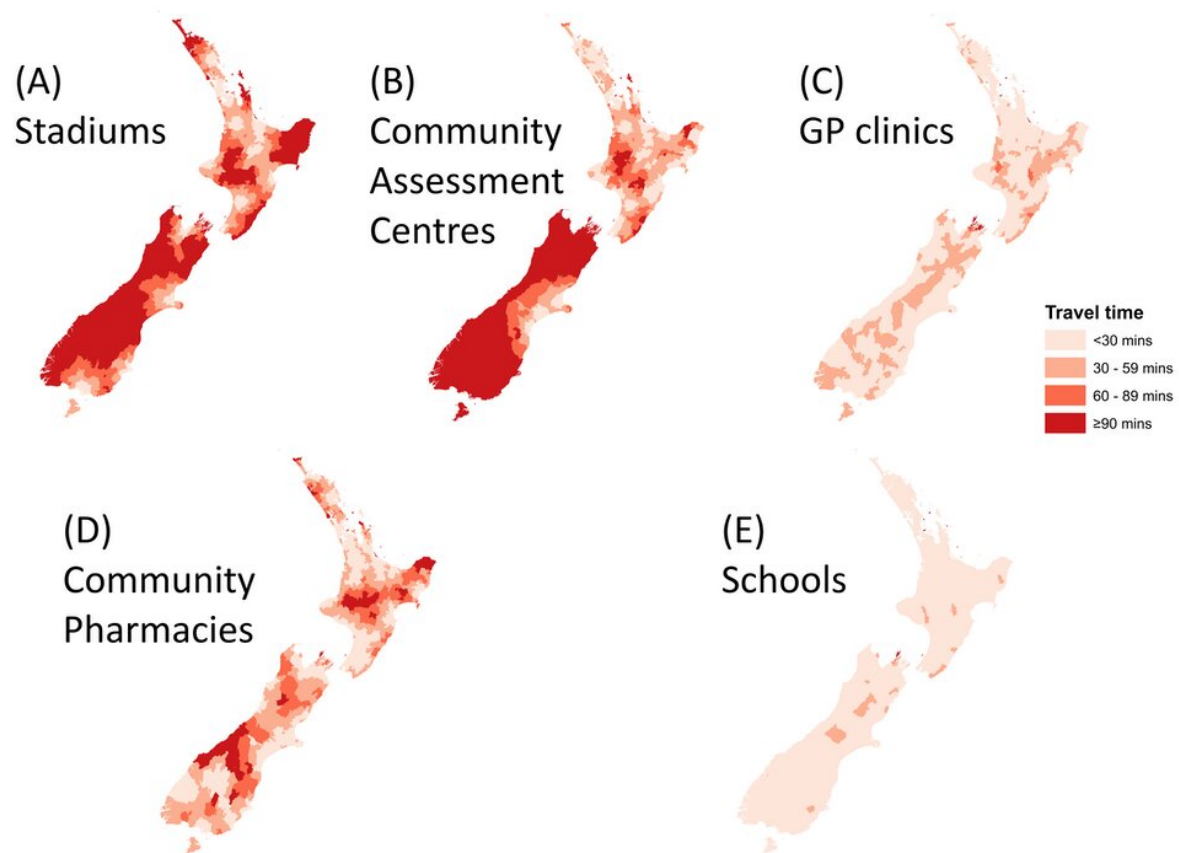 (A)
Stadiums
(B)
Community
Assessment
Centres
(C)
GP clinics
Travel time
<30 mins
30 - 59 mins
60 - 89 mins
≥90 mins
(D)
Community
Pharmacies
(E)
Schools